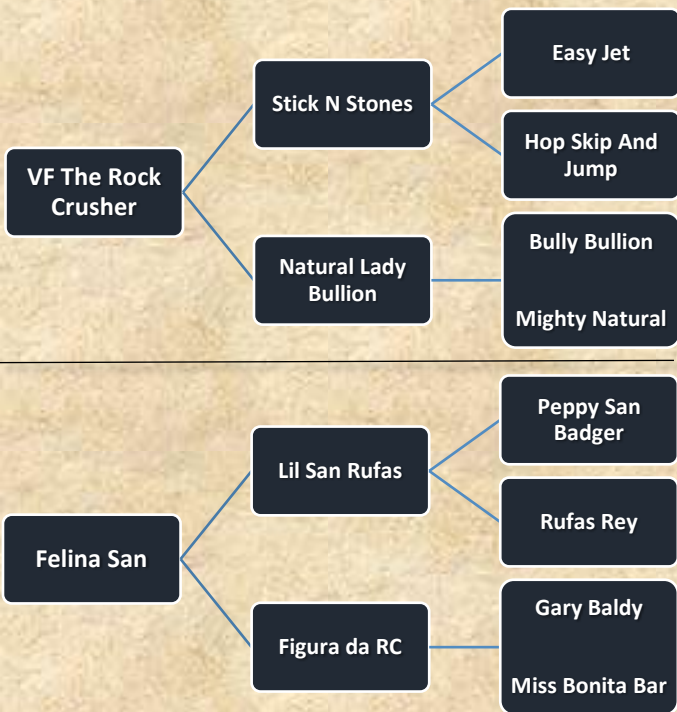 VF The Rock
Crusher
Stick N Stones
Easy Jet
Hop Skip And
Jump
Natural Lady
Bullion
Bully Bullion
Mighty Natural
Felina San
Lil San Rufas
Peppy San
Badger
Rufas Rey
Figura da RC
Gary Baldy
Miss Bonita Bar